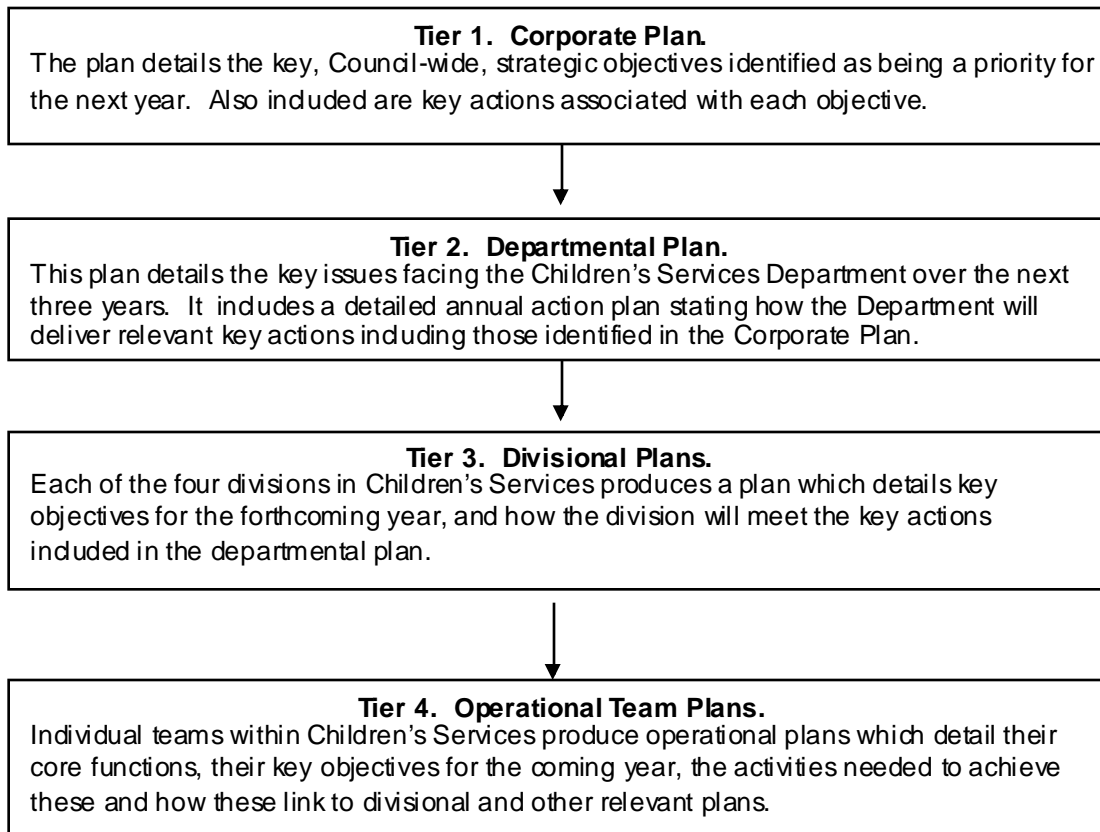 Tier 1. Corporate Plan.
The plan details the key, Council-wide, strategic objectives identified as being a priority for
the next year. Also included are key actions associated with each objective.
Tier 2. Departmental Plan.
This plan details the key issues facing the Children's Services Department over the next
three years. It includes a detailed annual action plan stating how the Department will
deliver relevant key actions including those identified in the Corporate Plan.
Tier 3. Divisional Plans.
Each of the four divisions in Children's Services produces a plan which details key
objectives for the forthcoming year, and how the division will meet the key actions
included in the departmental plan.
Tier 4. Operational Team Plans.
Individual teams within Children's Services produce operational plans which detail their
core functions, their key objectives for the coming year, the activities needed to achieve
these and how these link to divisional and other relevant plans.